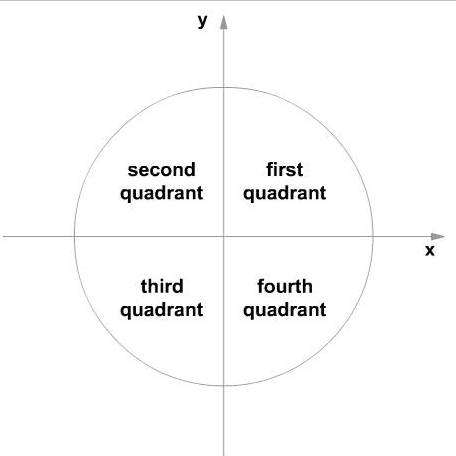 y
second
quadrant
first
quadrant
x
third
quadrant
fourth
quadrant